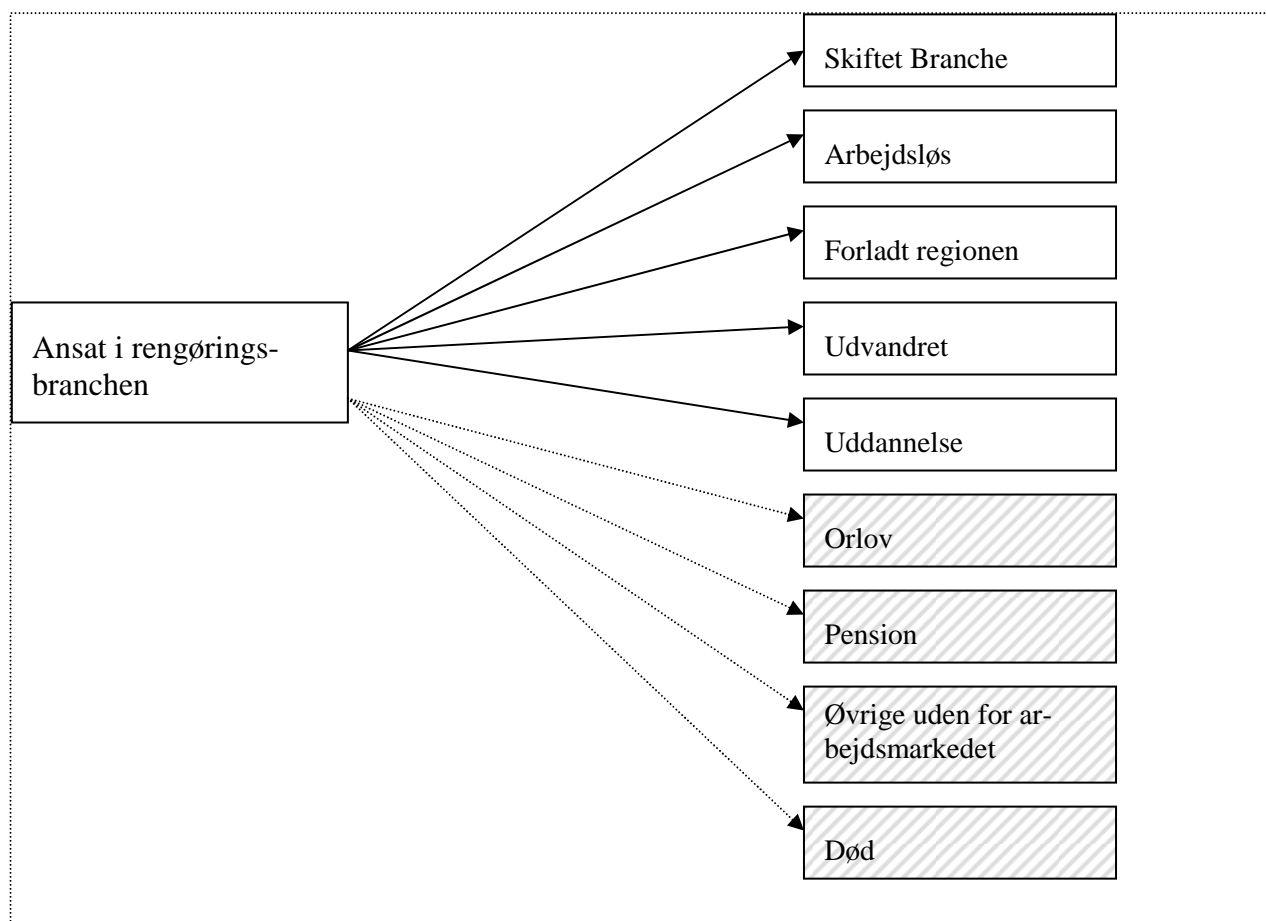 Skiftet Branche
Arbejdsløs
Forladt regionen
Ansat i rengørings-
branchen
Udvandret
Uddannelse
Orlov
Pension
Øvrige uden for ar-
bejdsmarkedet
Død